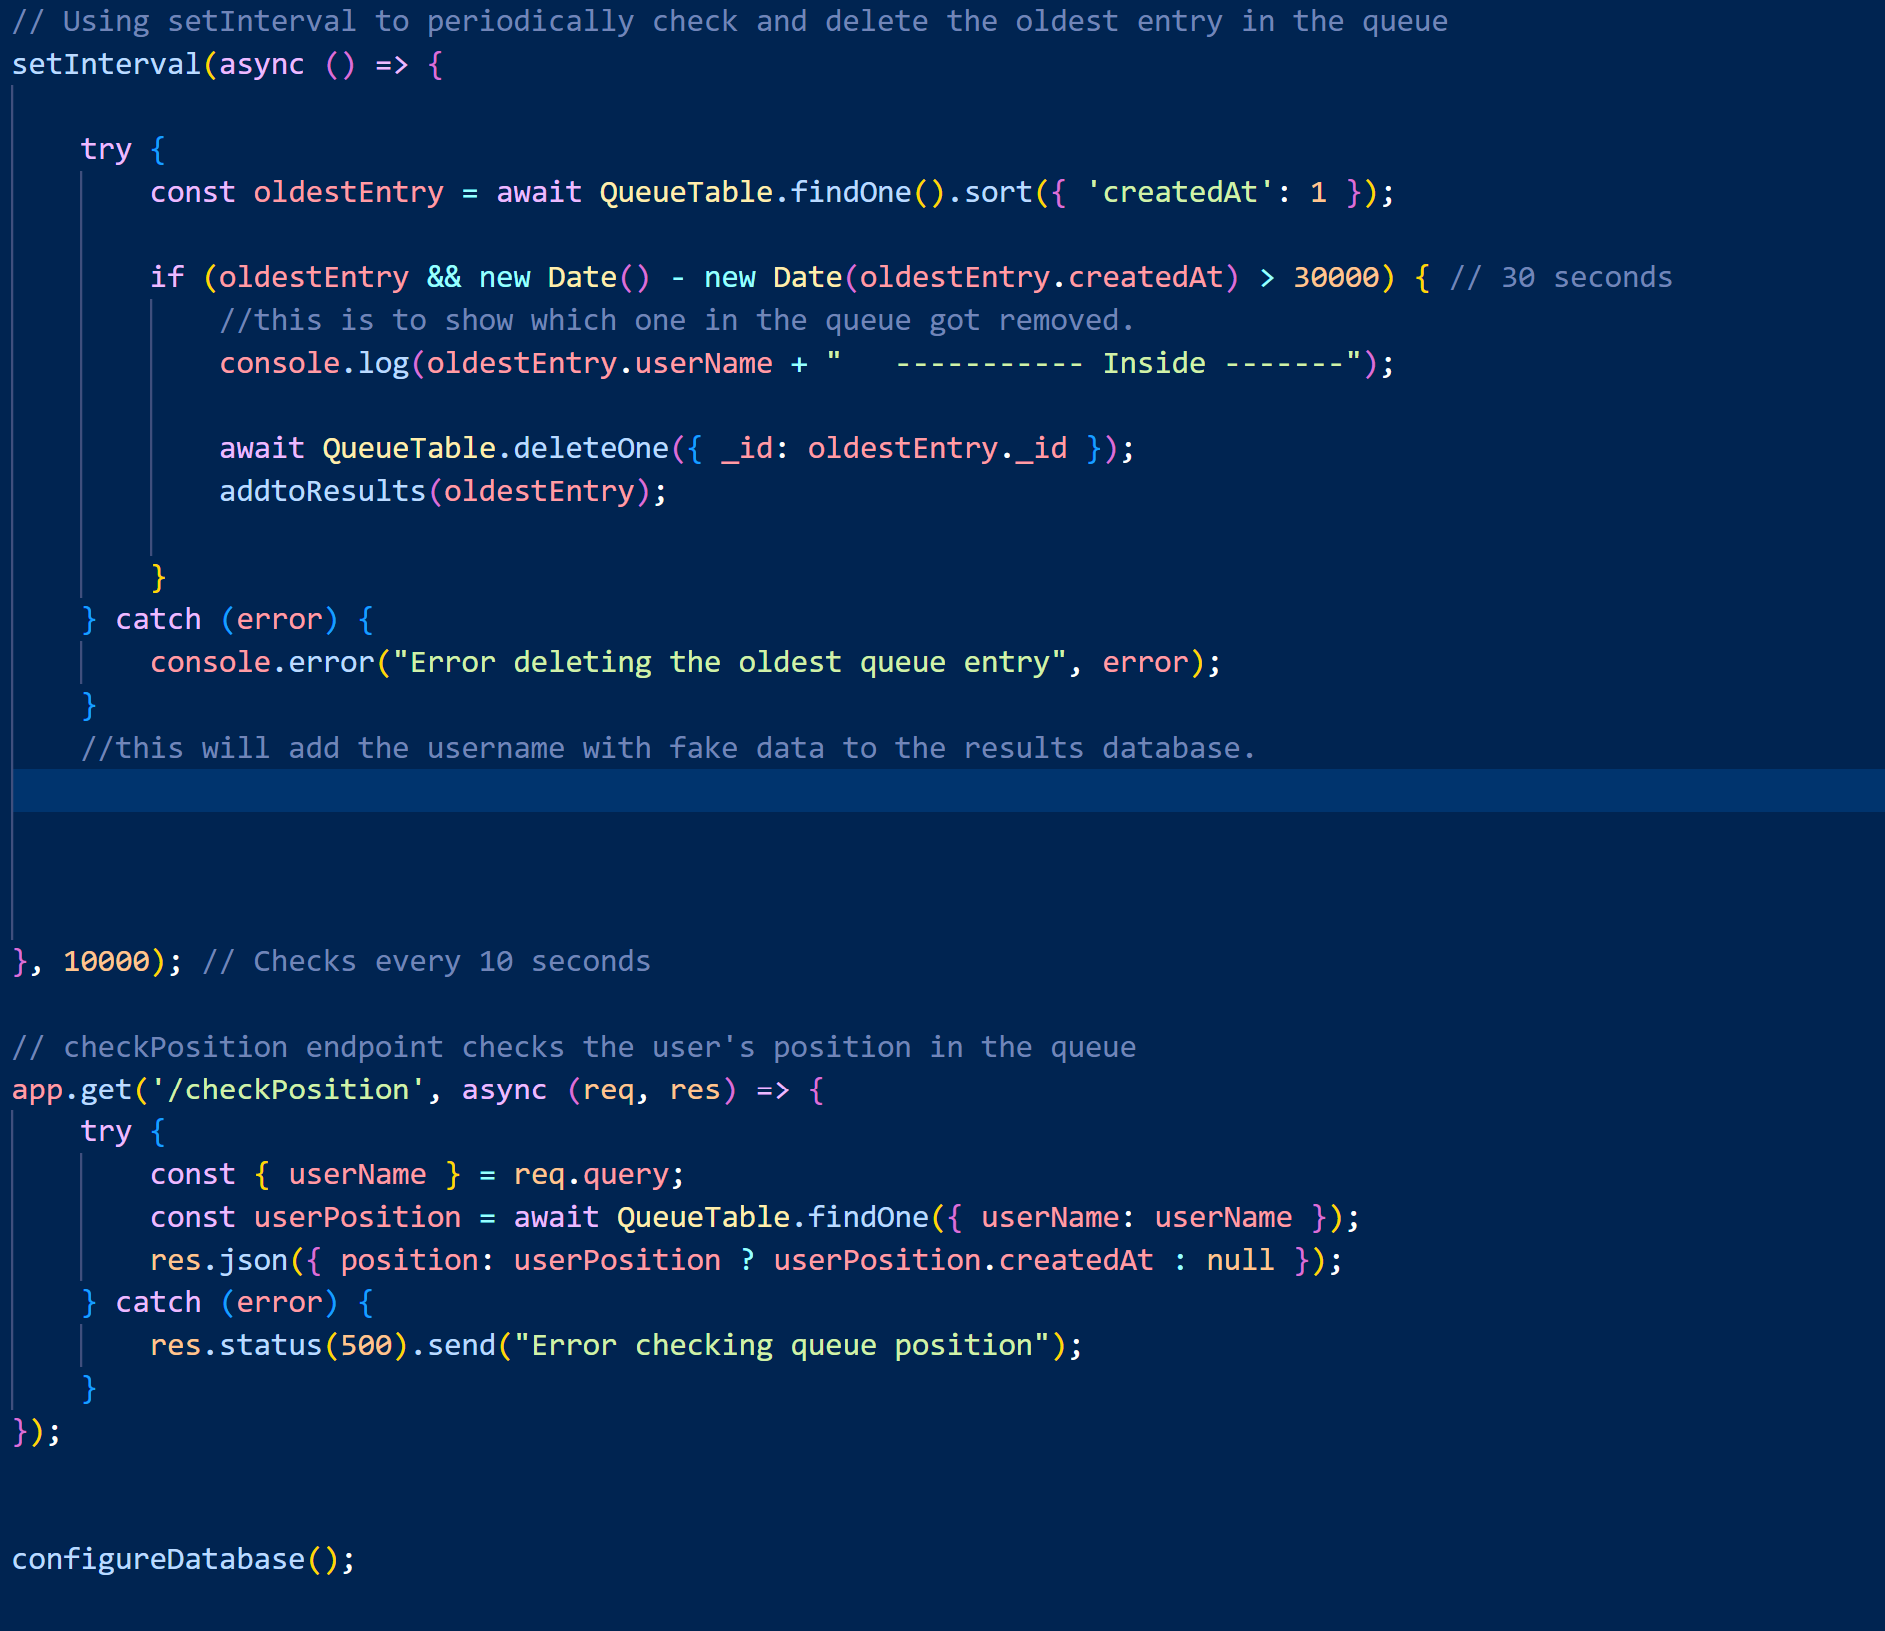 // Using setInterval to periodically check and delete the oldest entry in the queue
setInterval(async () => {
try {
const oldestEntry = await QueueTable.findOne().sort({ 'createdAt': 1 });
if (oldestEntry && new Date() - new Date(oldestEntry.createdAt) > 30000) { // 30 seconds
//this is to show which one in the queue got removed.
console.log(oldestEntry.userName + "   ----------- Inside -------");
await QueueTable.deleteOne({ _id: oldestEntry._id });
addtoResults(oldestEntry);
}
} catch (error) {
console.error("Error deleting the oldest queue entry", error);
}
//this will add the username with fake data to the results database.
}, 10000); // Checks every 10 seconds
// checkPosition endpoint checks the user's position in the queue
app.get('/checkPosition', async (req, res) => {
try {
const { userName } = req.query;
const userPosition = await QueueTable.findOne({ userName: userName });
res.json({ position: userPosition ? userPosition.createdAt : null });
} catch (error) {
res.status(500).send("Error checking queue position");
}
});
configureDatabase();